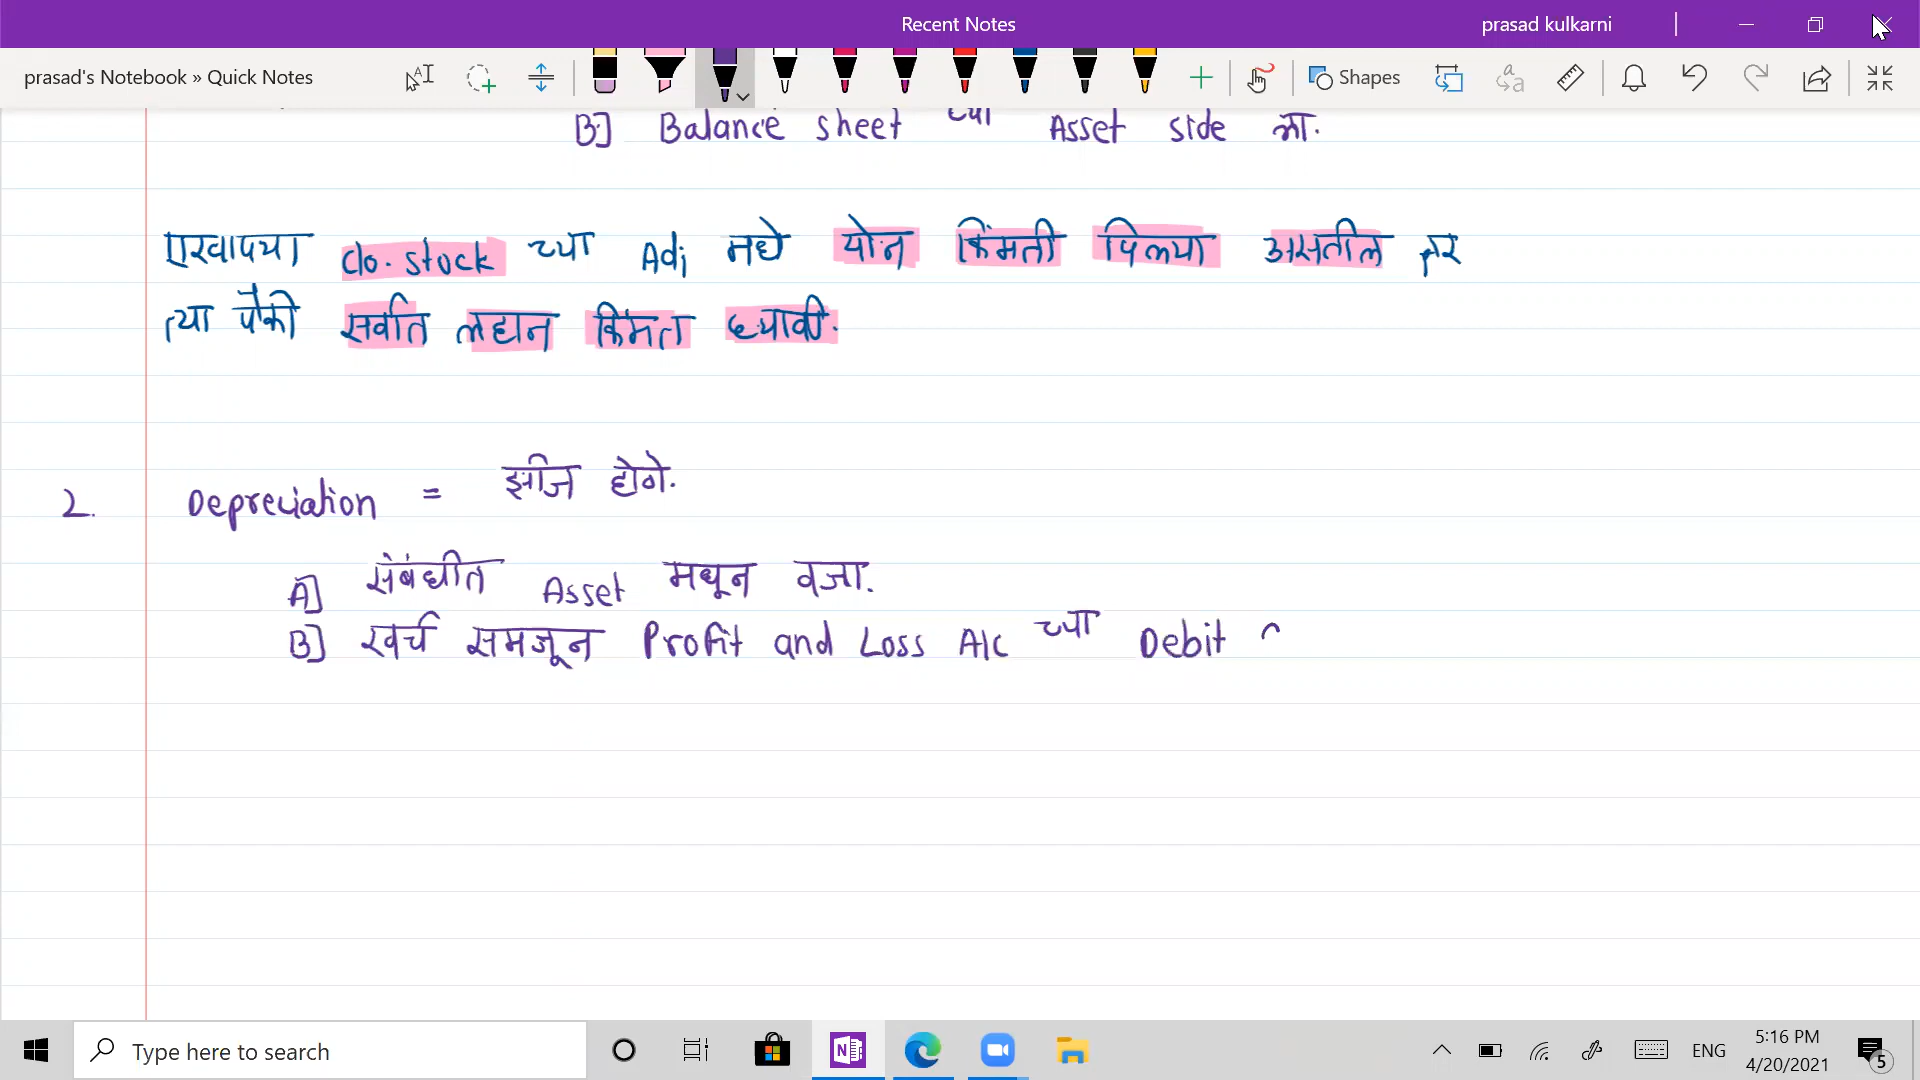 Recent Notes
prasad kulkarni
prasad's Notebook » Quick Notes
Shapes
B] Balance sheet च्या Asset side ला.
एखाद्या Clo. Stock च्या Adj मधे दोन किंमती दिल्या असतील तर
त्या पैकी सर्वात लहान किंमत घ्यावी.
2. Depreciation = झीज होणे.
A] संबंधीत Asset मधून वजा.
B] खर्च समजून Profit and Loss A/c च्या Debit
Type here to search
ENG
5:16 PM
4/20/2021
5